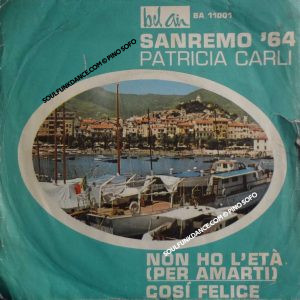 bel air
BA 11001
SANREMO '64
PATRICIA CARLI
SOULFUNKDANCE.COM © PINO SOFO
SOULFUNKDANCE.COM © PINO SOFO
NON HO L'ETÀ
(PER AMARTI)
COSÍ FELICE